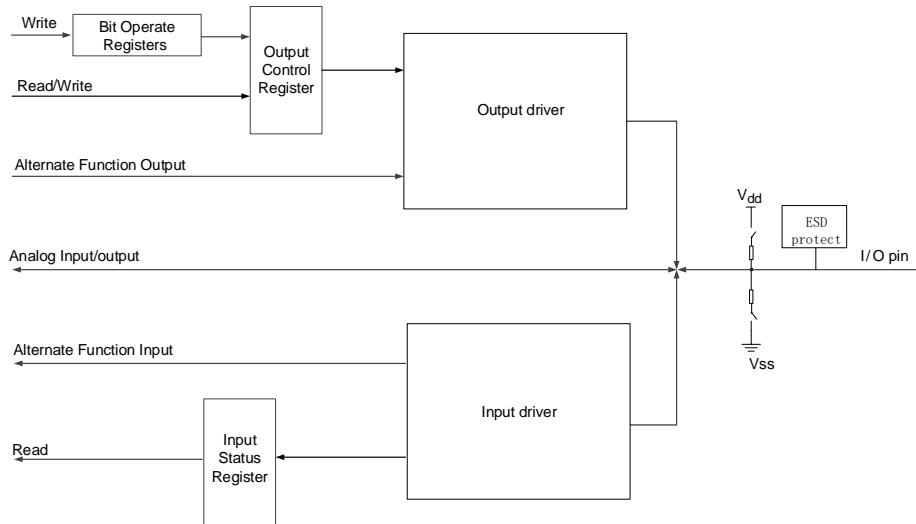 Write
Bit Operate
Registers
Output
Control
Register
Read/Write
Output driver
Alternate Function Output
Vdd
ESD
protect
Analog Input/output
I/O pin
Alternate Function Input
Vss
Input driver
Read
Input
Status
Register